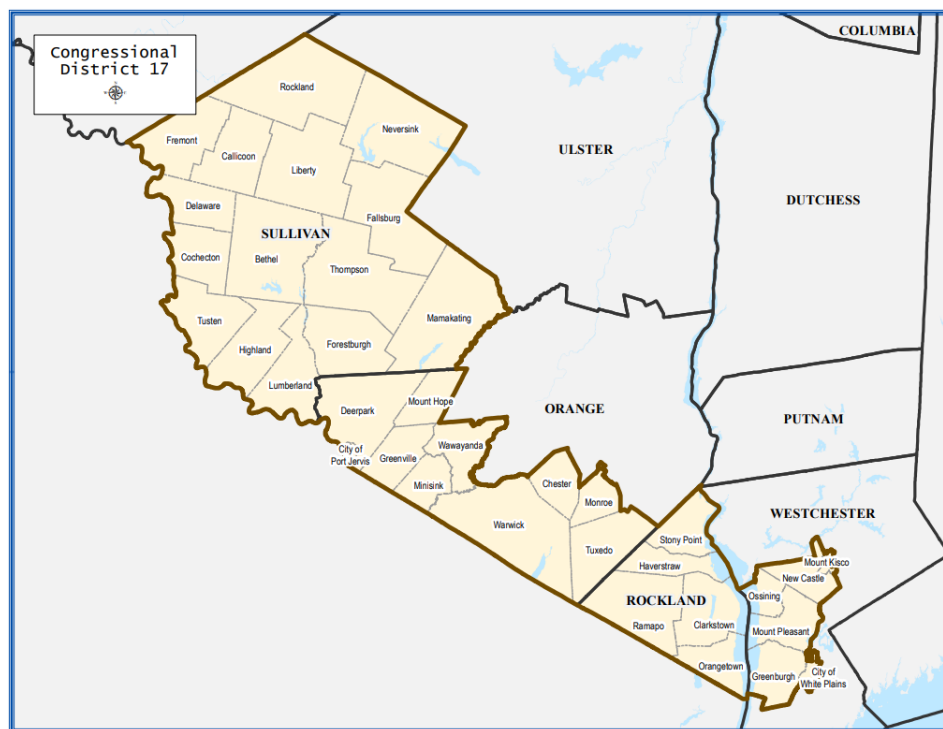 Congressional
District 17
COLUMBIA
Rockland
Neversink
Fremont
Callicoon
Liberty
ULSTER
DUTCHESS
Delaware
Fallsburg
SULLIVAN
Cochecton
Bethel
Thompson
Tusten
Mamakating
Highland
Forestburgh
Lumberland
Deerpark
Mount Hope
ORANGE
PUTNAM
City of
Port Jervis
Greenville
Wawayanda
Minisink
Chester
Monroe
Warwick
WESTCHESTER
Tuxedo
Stony Point
Haverstraw
Mount Kisco
New Castle
Ossining
ROCKLAND
Ramapo
Clarkstown
Mount Pleasant
Orangetown
Greenburgh
City of
White Plains